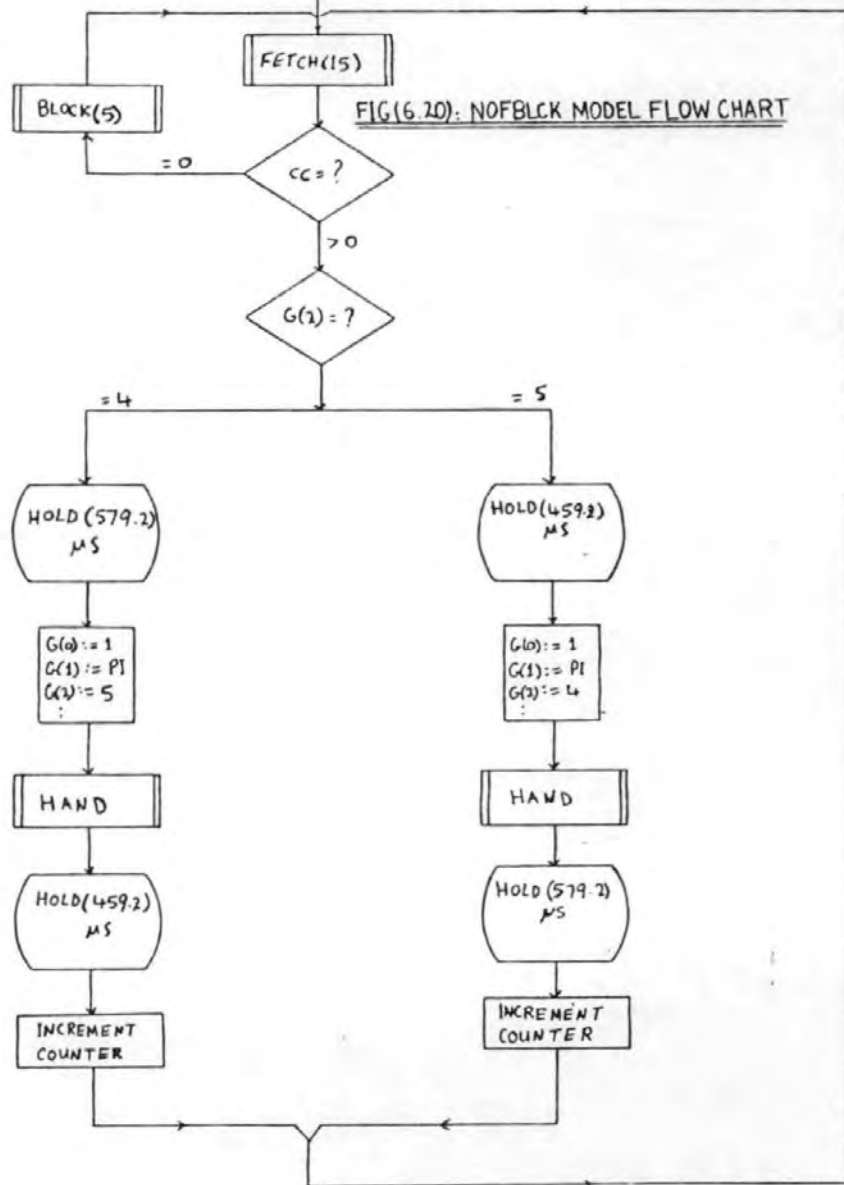 FETCH(15)
BLOCK(5)
FIG(6.20): NOFBLCK MODEL FLOW CHART
= 0
CC = ?
> 0
G(2) = ?
= 4
= 5
HOLD (579.2)
μS
HOLD (459.2)
μS
G(0) := 1
G(1) := PI
G(2) := 5
:
G(0) := 1
G(1) := PI
G(2) := 4
:
HAND
HAND
HOLD (459.2)
μS
HOLD (579.2)
μS
INCREMENT
COUNTER
INCREMENT
COUNTER